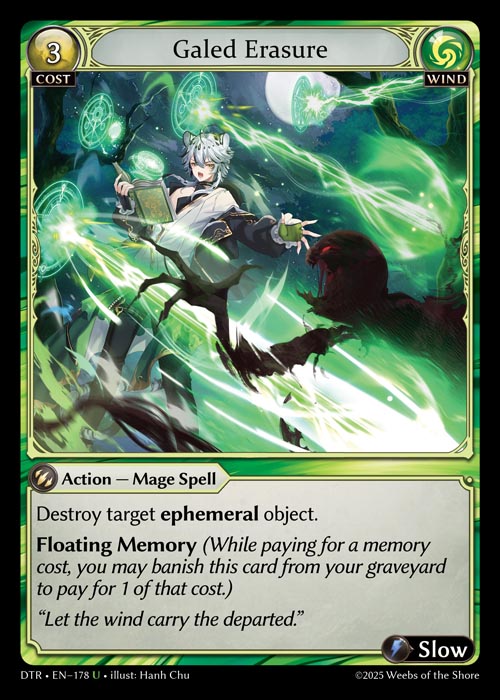 3
Galed Erasure
COST
WIND
Action — Mage Spell
Destroy target ephemeral object.
Floating Memory (While paying for a memory
cost, you may banish this card from your graveyard
to pay for 1 of that cost.)
“Let the wind carry the departed.”
Slow
DTR • EN–178 U • illust: Hanh Chu
©2025 Weebs of the Shore